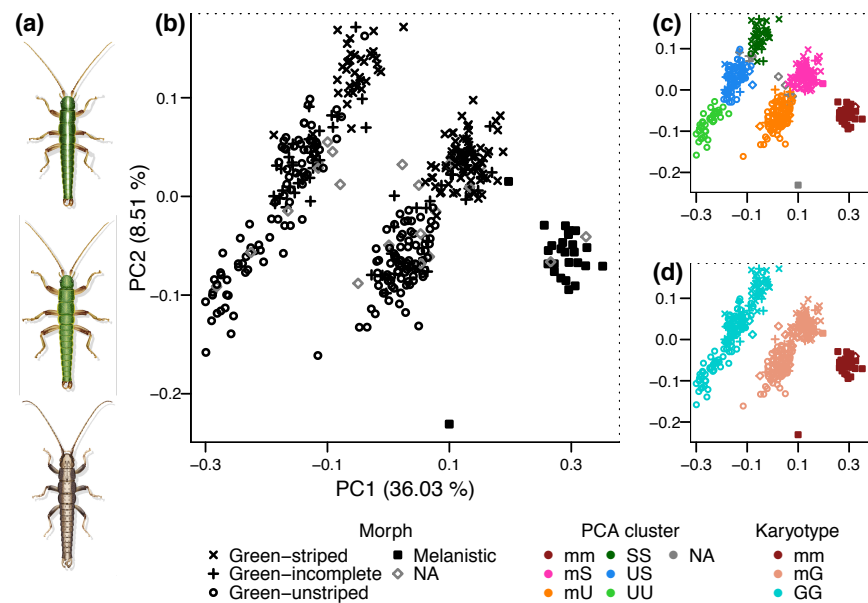 (a)
(b)
(c)
(d)
0.1
0.0
−0.1
−0.2
−0.3
−0.1
0.1
0.3
PC2 (8.51 %)
PC1 (36.03 %)
0.1
0.0
−0.1
−0.2
−0.3
−0.1
0.1
0.3
0.1
0.0
−0.1
−0.2
−0.3
−0.1
0.1
0.3
Morph
Green−striped
Green−incomplete
Green−unstriped
Melanistic
NA
PCA cluster
mm
mS
mU
SS
US
UU
NA
Karyotype
mm
mG
GG